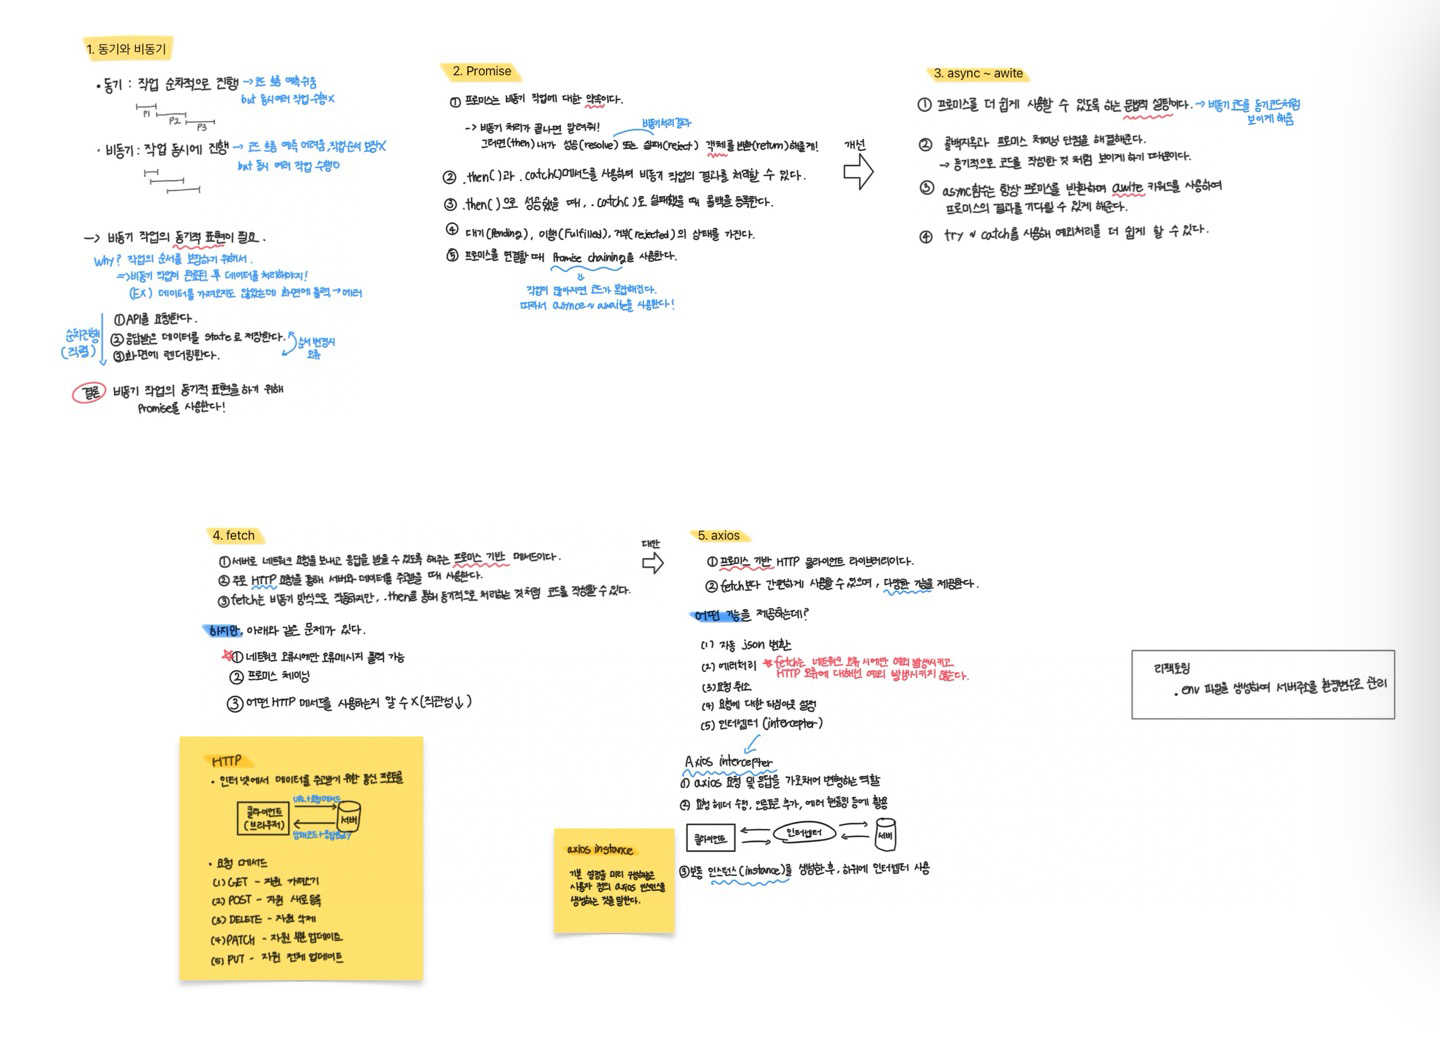 1. 동기와 비동기
• 동기 : 작업 순차적으로 진행 → 코드 흐름 예측 쉬움
but 동시 여러 작업 수행X
P1
P2
P3
• 비동기 : 작업 동시에 진행 → 코드 흐름 예측 어려움, 작업순서 보장X
but 동시 여러 작업 수행O
→ 비동기 작업의 동기적 표현이 필요.
Why? 작업의 순서를 보장하기 위해서.
⇒ 비동기 작업이 완료된 후 데이터를 처리해야지!
(EX) 데이터를 가져오지도 않았는데 화면에 출력 → 에러
순차진행
(직렬)
① API를 요청한다.
② 응답받은 데이터를 state로 저장한다.
③ 화면에 렌더링한다.
순서 변경시
오류
결론 비동기 작업의 동기적 표현을 하기 위해
Promise를 사용한다!
2. Promise
① 프로미스는 비동기 작업에 대한 약속이다.
-> 비동기 처리가 끝나면 알려줘!
비동기처리 결과
그러면(then) 내가 성공(resolve) 또는 실패(reject) 객체를 반환(return)해줄게!
② .then()과 .catch()메서드를 사용하여 비동기 작업의 결과를 처리할 수 있다.
③ .then()으로 성공했을 때, .catch()로 실패했을 때 콜백을 등록한다.
④ 대기(Pending), 이행(Fulfilled), 거부(rejected)의 상태를 가진다.
⑤ 프로미스를 연결할 때 Promise chaining을 사용한다.
작업이 많아지면 코드가 복잡해진다.
따라서 asynce ~ awite을 사용한다!
개선
3. async ~ awite
① 프로미스를 더 쉽게 사용할 수 있도록 하는 문법적 설탕이다. → 비동기 코드를 동기코드처럼
보이게 해줌
② 콜백지옥과 프로미스 체이닝 단점을 해결해준다.
→ 동기적으로 코드를 작성한 것 처럼 보이게 하기 때문이다.
③ async함수는 항상 프로미스를 반환하며 awite 키워드를 사용하여
프로미스의 결과를 기다릴 수 있게 해준다.
④ try ~ catch를 사용해 예외처리를 더 쉽게 할 수 있다.
4. fetch
① 서버로 네트워크 요청을 보내고 응답을 받을 수 있도록 해주는 프로미스 기반 메서드이다.
② 주로 HTTP 요청을 통해 서버와 데이터를 주고받을 때 사용한다.
③ fetch는 비동기 방식으로 작동하지만, .then을 통해 동기적으로 처리하는 것처럼 코드를 작성할 수 있다.
하지만, 아래와 같은 문제가 있다.
① 네트워크 오류시에만 오류메시지 출력 가능
② 프로미스 체이닝
③ 어떤 HTTP 메서드를 사용하는지 알 수 X (직관성↓)
대안
5. axios
① 프로미스 기반 HTTP 클라이언트 라이브러리이다.
② fetch보다 간편하게 사용할 수 있으며, 다양한 기능을 제공한다.
어떤 기능을 제공하는데?
(1) 자동 json 변환
(2) 에러처리 ★ fetch는 네트워크 오류 시에만 예외 발생시키고
HTTP 오류에 대해선 예외 발생시키지 않는다.
(3) 요청 취소
(4) 요청에 대한 타임아웃 설정
(5) 인터셉터 (intercepter)
Axios intercepter
① axios 요청 및 응답을 가로채어 변형하는 역할
② 요청 헤더 수정, 인증토큰 추가, 에러 핸들링 등에 활용
클라이언트
인터셉터
서버
③ 보통 인스턴스(instance)를 생성한 후, 하위에 인터셉터 사용
리팩토링
• env 파일을 생성하여 서버주소를 환경변수로 관리
HTTP
• 인터넷에서 데이터를 주고받기 위한 통신 프로토콜
클라이언트
(브라우저)
URL+요청메서드
서버
상태코드+응답Body
• 요청 메서드
(1) GET - 자원 가져오기
(2) POST - 자원 새로 등록
(3) DELETE - 자원 삭제
(4) PATCH - 자원 부분 업데이트
(5) PUT - 자원 전체 업데이트
axios instance
기본 설정을 미리 구성해놓은
사용자 정의 axios 인스턴스를
생성하는 것을 말한다.